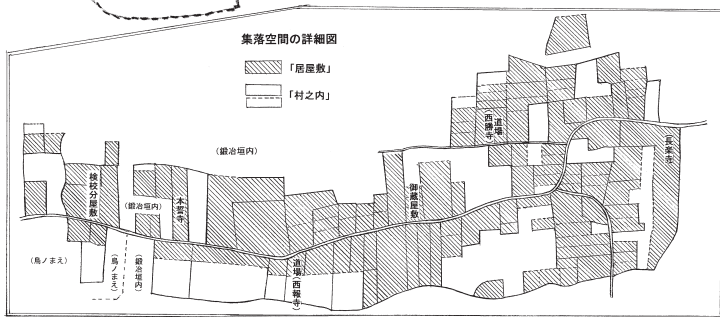 集落空間の詳細図
「居屋敷」
「村之内」
(鍛冶垣内)
道場(西勝寺)
(長楽寺)
検校分屋敷
(鍛冶垣内)
本誓寺
御蔵屋敷
(鳥ノまえ)
(鳥ノまえ)
(鍛冶垣内)
道場(西報寺)